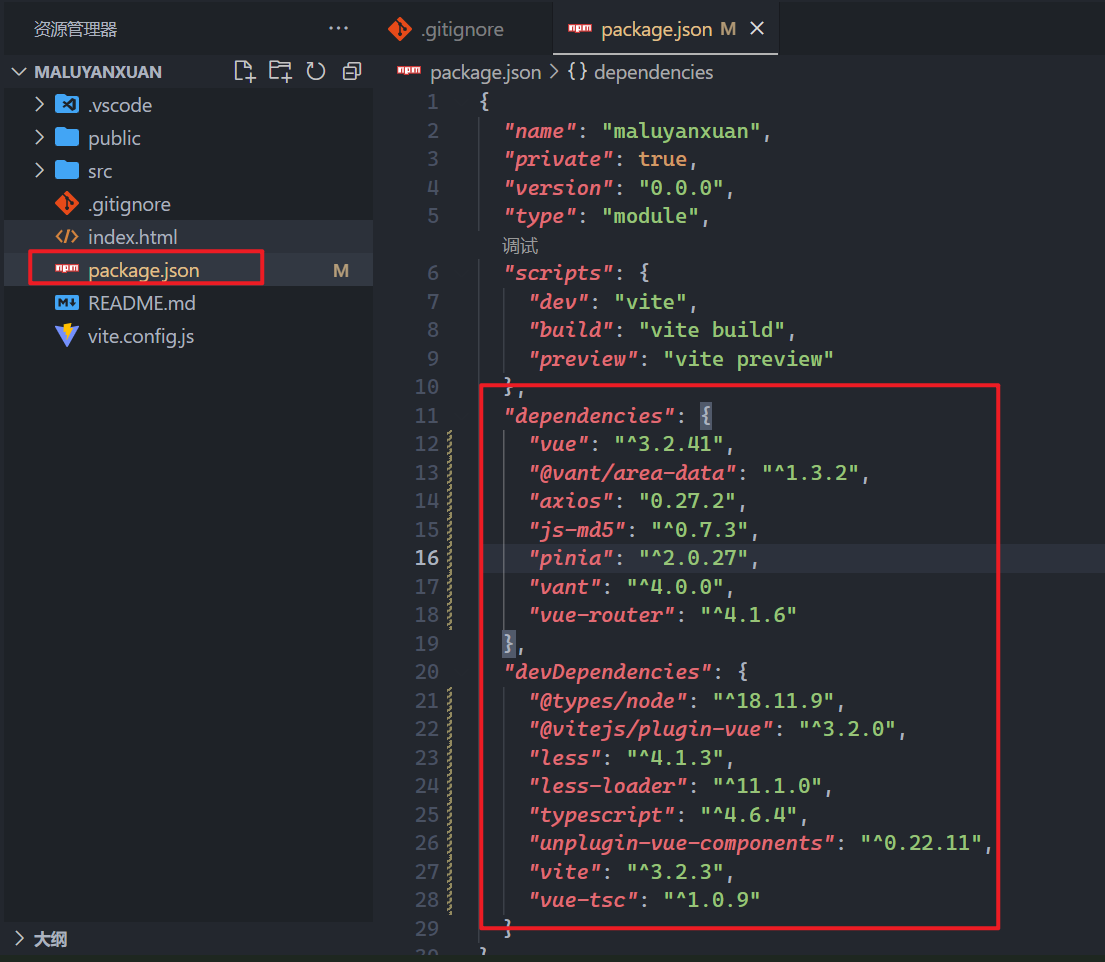 资源管理器 ···
MALUYANXUAN
.vscode
public
src
.gitignore
index.html
package.json M
README.md
vite.config.js
大纲
.gitignore
package.json M
package.json > {} dependencies
1 {
2 "name": "maluyanxuan",
3 "private": true,
4 "version": "0.0.0",
5 "type": "module",
调试
6 "scripts": {
7 "dev": "vite",
8 "build": "vite build",
9 "preview": "vite preview"
10 },
11 "dependencies": {
12 "vue": "^3.2.41",
13 "@vant/area-data": "^1.3.2",
14 "axios": "0.27.2",
15 "js-md5": "^0.7.3",
16 "pinia": "^2.0.27",
17 "vant": "^4.0.0",
18 "vue-router": "^4.1.6"
19 },
20 "devDependencies": {
21 "@types/node": "^18.11.9",
22 "@vitejs/plugin-vue": "^3.2.0",
23 "less": "^4.1.3",
24 "less-loader": "^11.1.0",
25 "typescript": "^4.6.4",
26 "unplugin-vue-components": "^0.22.11",
27 "vite": "^3.2.3",
28 "vue-tsc": "^1.0.9"
29 }